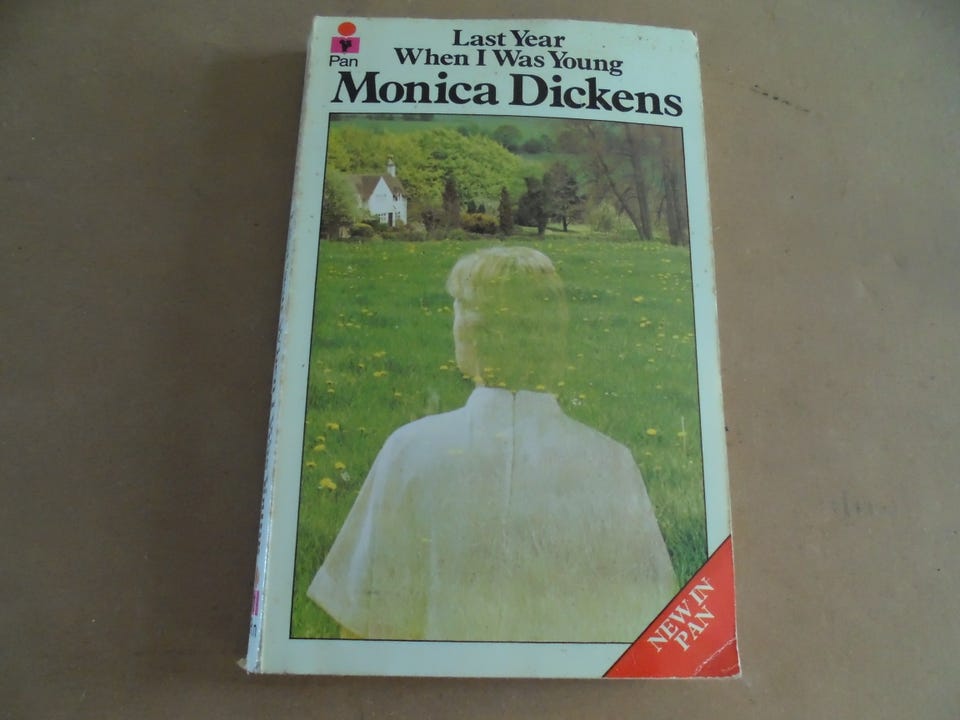 Pan
Last Year
When I Was Young
Monica Dickens
NEW IN
PAN